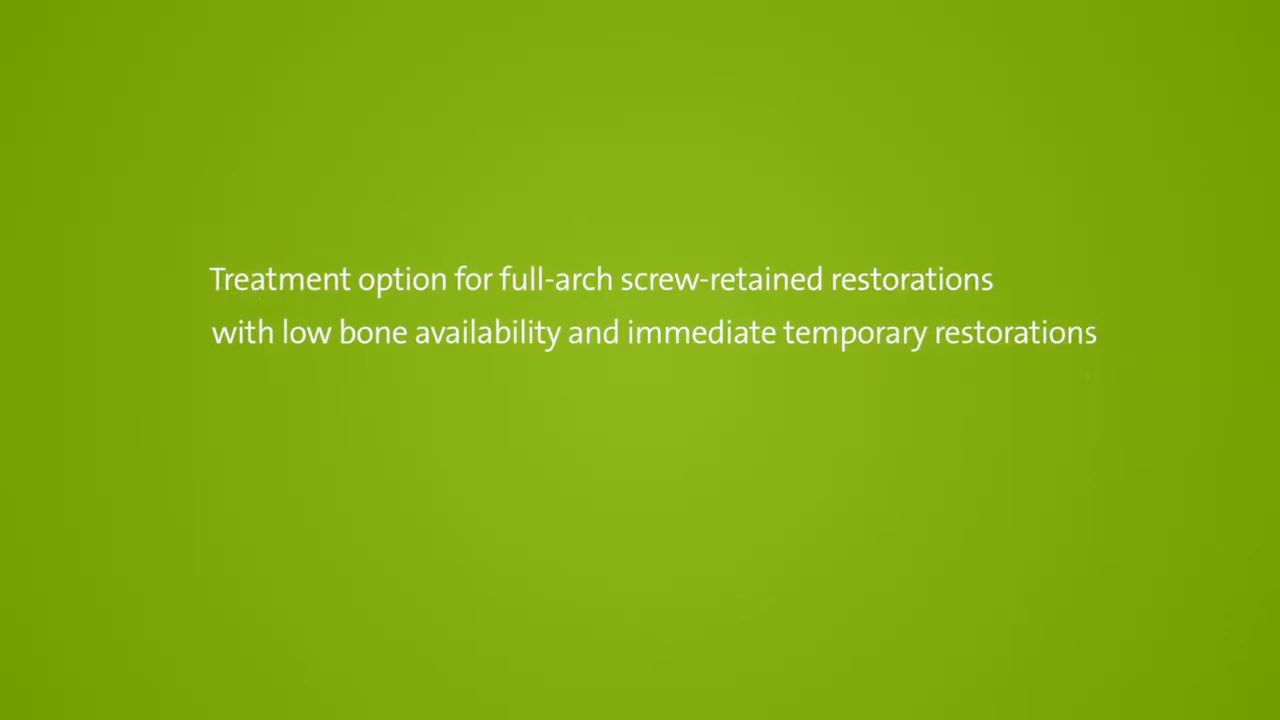 Treatment option for full-arch screw-retained restorations
with low bone availability and immediate temporary restorations